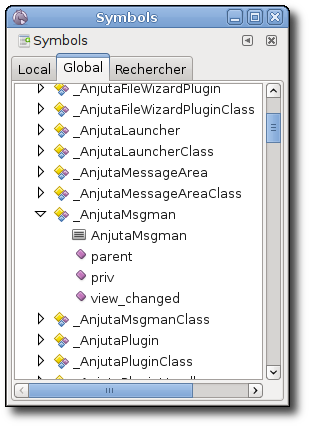 Symbols
Symbols
Local Global Rechercher
_AnjutaFileWizardPlugin
_AnjutaFileWizardPluginClass
_AnjutaLauncher
_AnjutaLauncherClass
_AnjutaMessageArea
_AnjutaMessageAreaClass
_AnjutaMsgman
AnjutaMsgman
parent
priv
view_changed
_AnjutaMsgmanClass
_AnjutaPlugin
_AnjutaPluginClass